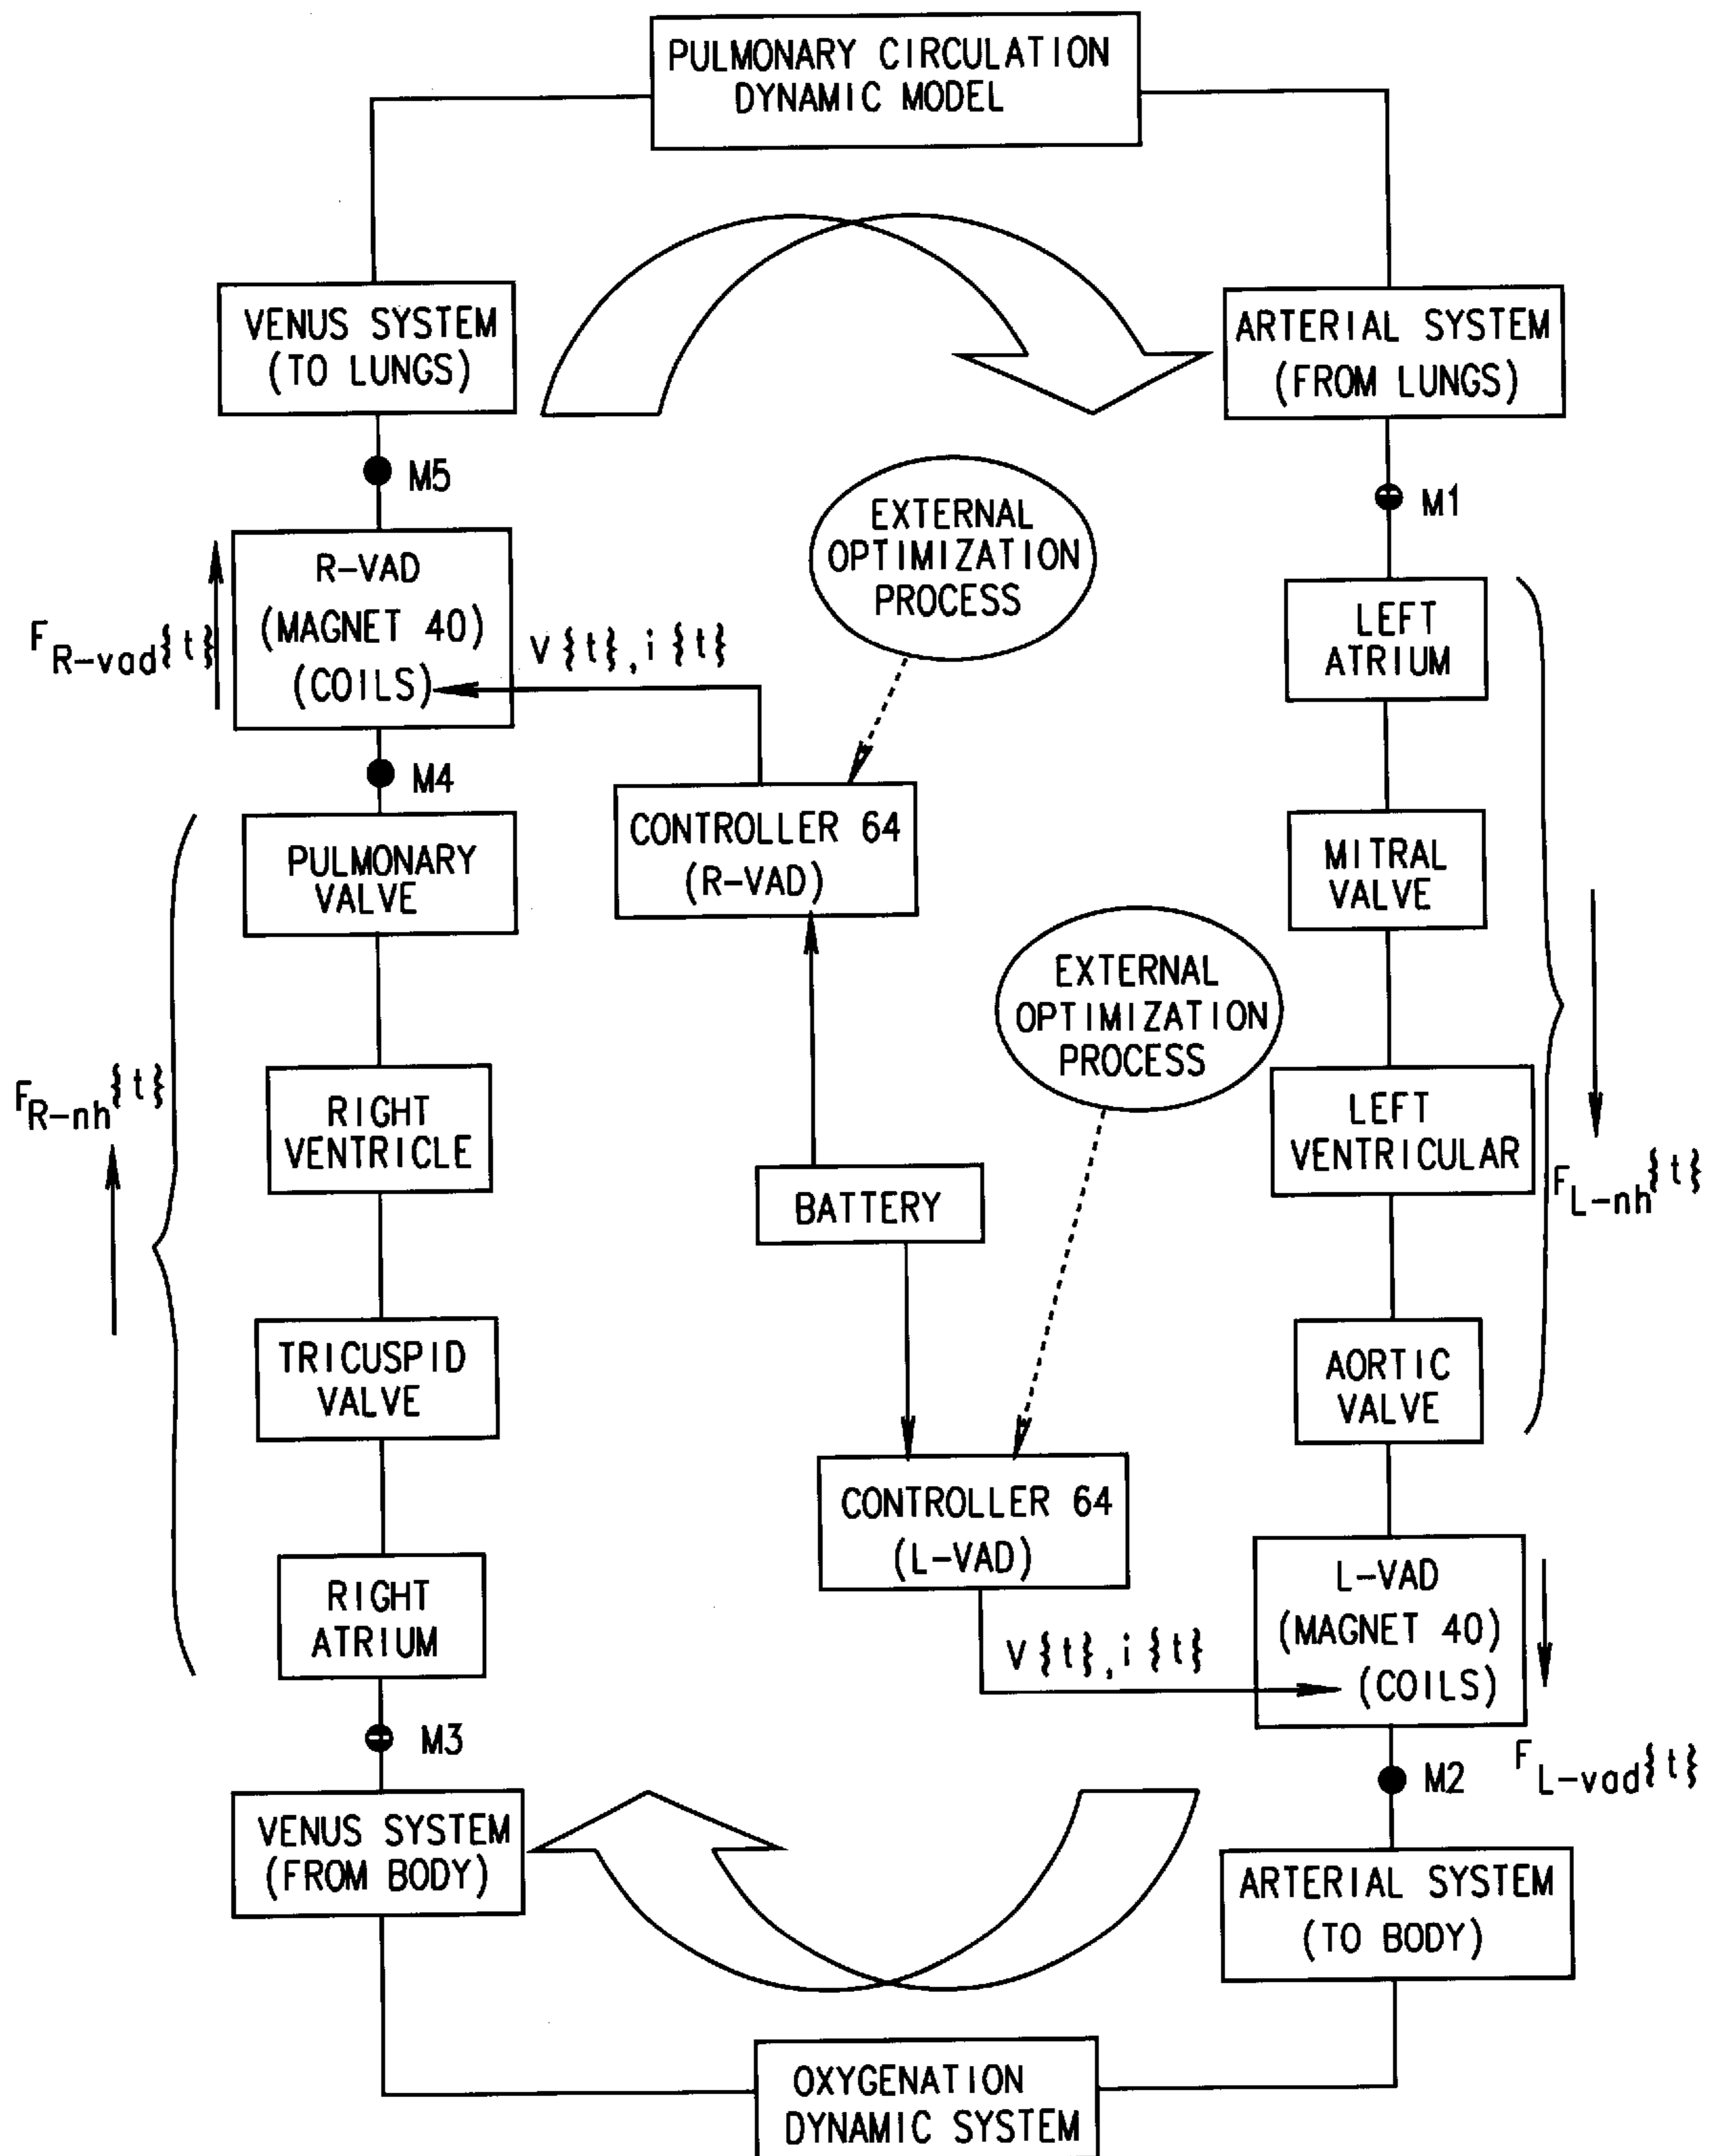 PULMONARY CIRCULATION
DYNAMIC MODEL
VENUS SYSTEM
(TO LUNGS)
ARTERIAL SYSTEM
(FROM LUNGS)
M5
M1
EXTERNAL
OPTIMIZATION
PROCESS
R-VAD
(MAGNET 40)
(COILS)
F R-vad{t}
V{t}, i{t}
LEFT
ATRIUM
M4
CONTROLLER 64
(R-VAD)
PULMONARY
VALVE
MITRAL
VALVE
EXTERNAL
OPTIMIZATION
PROCESS
F R-nh{t}
RIGHT
VENTRICLE
LEFT
VENTRICULAR
F L-nh{t}
BATTERY
TRICUSPID
VALVE
AORTIC
VALVE
CONTROLLER 64
(L-VAD)
RIGHT
ATRIUM
L-VAD
(MAGNET 40)
(COILS)
V{t}, i{t}
M3
M2
F L-vad{t}
VENUS SYSTEM
(FROM BODY)
ARTERIAL SYSTEM
(TO BODY)
OXYGENATION
DYNAMIC SYSTEM